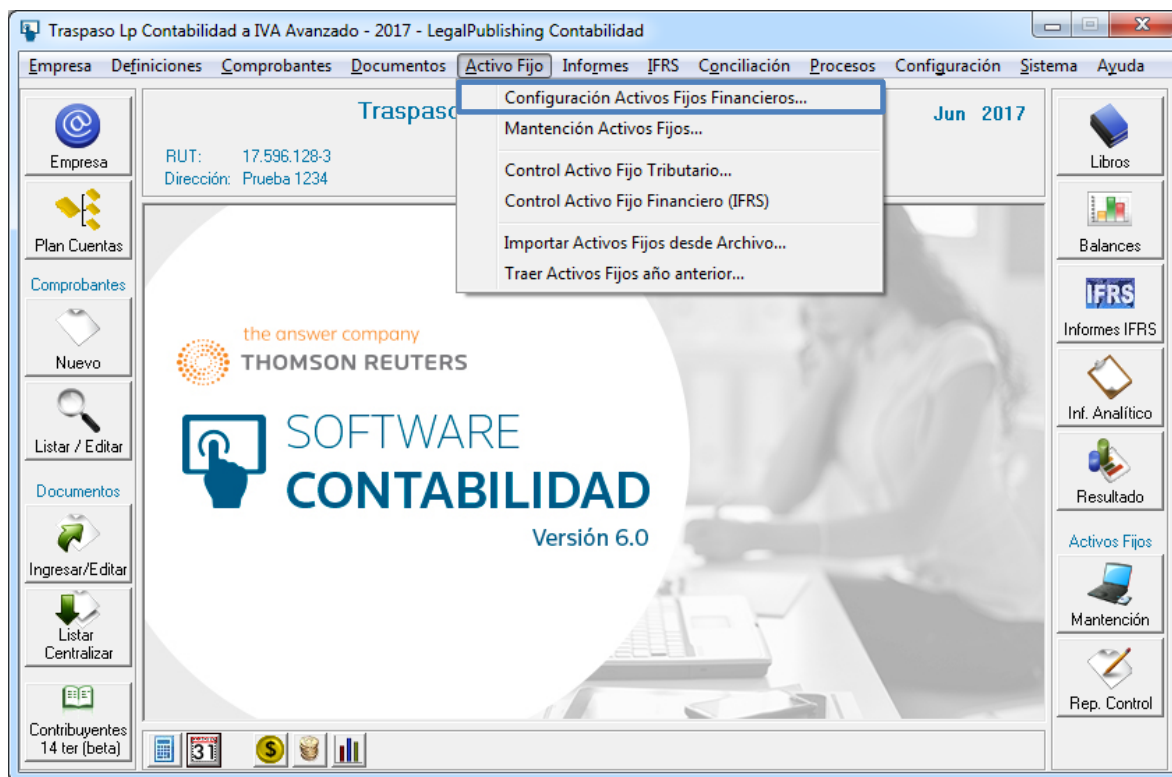 Traspaso Lp Contabilidad a IVA Avanzado - 2017 - LegalPublishing Contabilidad
Empresa Definiciones Comprobantes Documentos Activo Fijo Informes IFRS Conciliación Procesos Configuración Sistema Ayuda
Configuración Activos Fijos Financieros...
Mantención Activos Fijos...
Control Activo Fijo Tributario...
Control Activo Fijo Financiero (IFRS)
Importar Activos Fijos desde Archivo...
Traer Activos Fijos año anterior...
Traspaso
Jun 2017
RUT: 17.596.128-3
Dirección: Prueba 1234
Empresa
Plan Cuentas
Comprobantes
Nuevo
Listar / Editar
Documentos
Ingresar/Editar
Listar
Centralizar
Contribuyentes
14 ter (beta)
the answer company
THOMSON REUTERS
SOFTWARE
CONTABILIDAD
Versión 6.0
31
$
Libros
Balances
IFRS
Informes IFRS
Inf. Analítico
Resultado
Activos Fijos
Mantención
Rep. Control